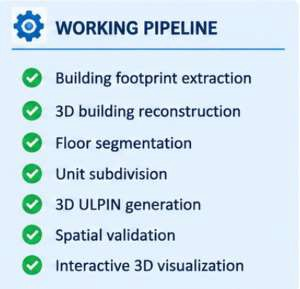 WORKING PIPELINE
Building footprint extraction
3D building reconstruction
Floor segmentation
Unit subdivision
3D ULPIN generation
Spatial validation
Interactive 3D visualization